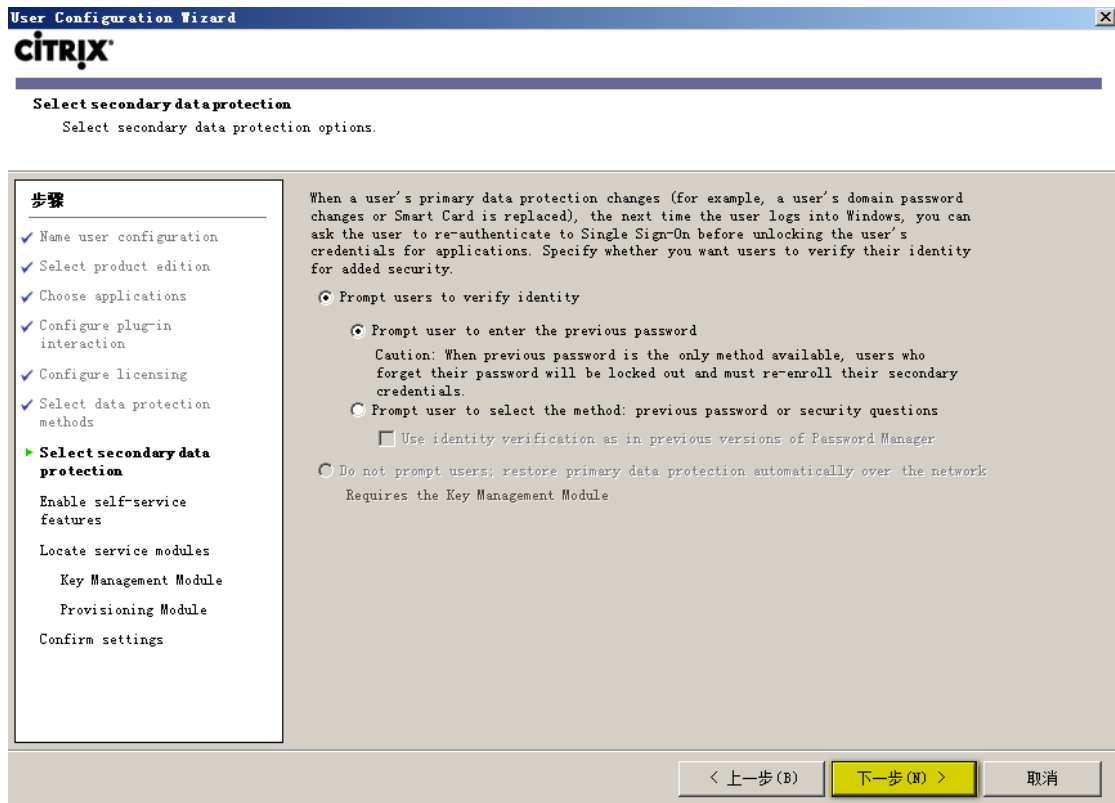 User Configuration Wizard
CITRIX
Select secondary data protection
Select secondary data protection options.
步骤
Name user configuration
Select product edition
Choose applications
Configure plug-in
interaction
Configure licensing
Select data protection
methods
Select secondary data
protection
Enable self-service
features
Locate service modules
Key Management Module
Provisioning Module
Confirm settings
When a user's primary data protection changes (for example, a user's domain password
changes or Smart Card is replaced), the next time the user logs into Windows, you can
ask the user to re-authenticate to Single Sign-On before unlocking the user's
credentials for applications. Specify whether you want users to verify their identity
for added security.
Prompt users to verify identity
Prompt user to enter the previous password
Caution: When previous password is the only method available, users who
forget their password will be locked out and must re-enroll their secondary
credentials.
Prompt user to select the method: previous password or security questions
Use identity verification as in previous versions of Password Manager
Do not prompt users; restore primary data protection automatically over the network
Requires the Key Management Module
< 上一步(B)
下一步(N) >
取消